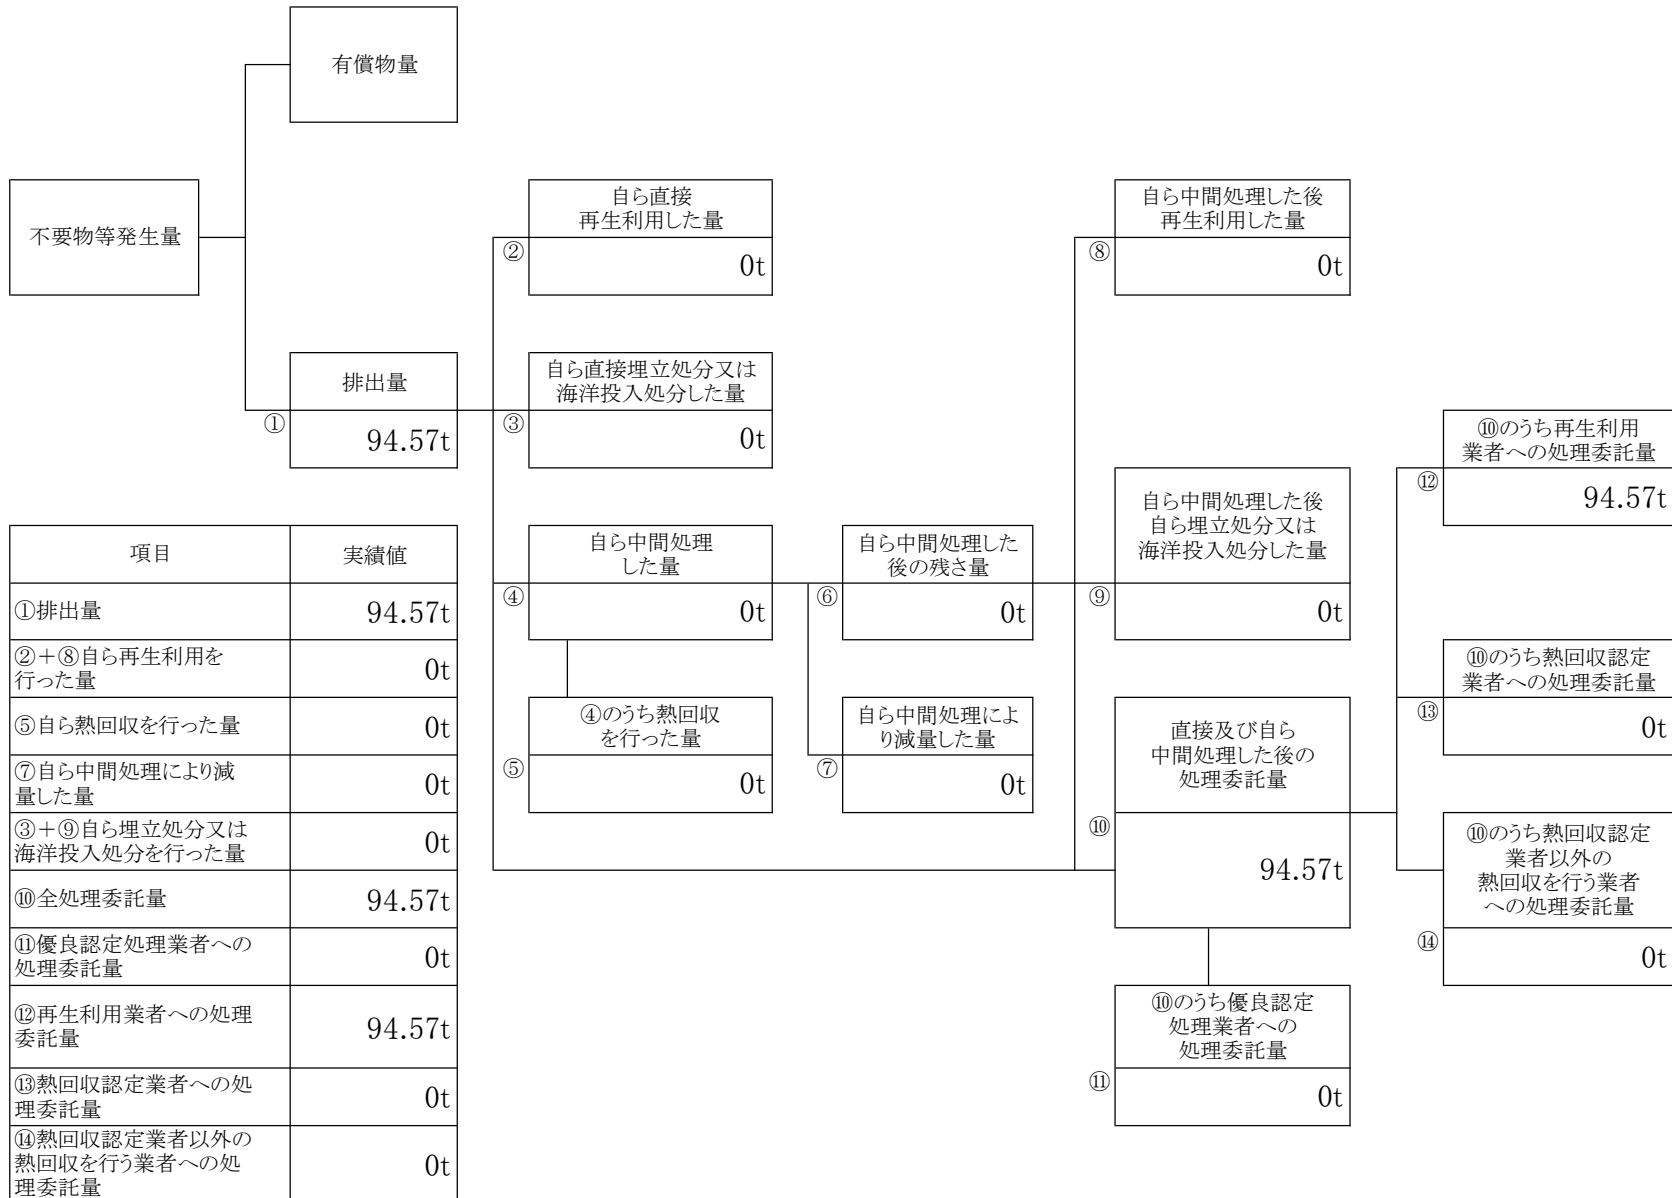 有償物量
不要物等発生量
自ら直接
再生利用した量
②
0t
自ら中間処理した後
再生利用した量
⑧
0t
排出量
①
94.57t
自ら直接埋立処分又は
海洋投入処分した量
③
0t
⑩のうち再生利用
業者への処理委託量
⑫
94.57t
自ら中間処理
した量
④
0t
自ら中間処理した
後の残さ量
⑥
0t
自ら中間処理した後
自ら埋立処分又は
海洋投入処分した量
⑨
0t
⑩のうち熱回収認定
業者への処理委託量
⑬
0t
④のうち熱回収
を行った量
⑤
0t
自ら中間処理によ
り減量した量
⑦
0t
直接及び自ら
中間処理した後の
処理委託量
⑩
94.57t
⑩のうち熱回収認定
業者以外の
熱回収を行う業者
への処理委託量
⑭
0t
⑩のうち優良認定
処理業者への
処理委託量
⑪
0t
項目 実績値
①排出量 94.57t
②＋⑧自ら再生利用を
行った量 0t
⑤自ら熱回収を行った量 0t
⑦自ら中間処理により減
量した量 0t
③＋⑨自ら埋立処分又は
海洋投入処分を行った量 0t
⑩全処理委託量 94.57t
⑪優良認定処理業者への
処理委託量 0t
⑫再生利用業者への処理
委託量 94.57t
⑬熱回収認定業者への処
理委託量 0t
⑭熱回収認定業者以外の
熱回収を行う業者への処
理委託量 0t